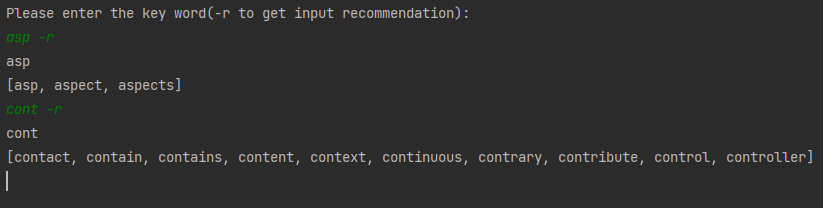 Please enter the key word(-r to get input recommendation):
asp -r
asp
[asp, aspect, aspects]
cont -r
cont
[contact, contain, contains, content, context, continuous, contrary, contribute, control, controller]